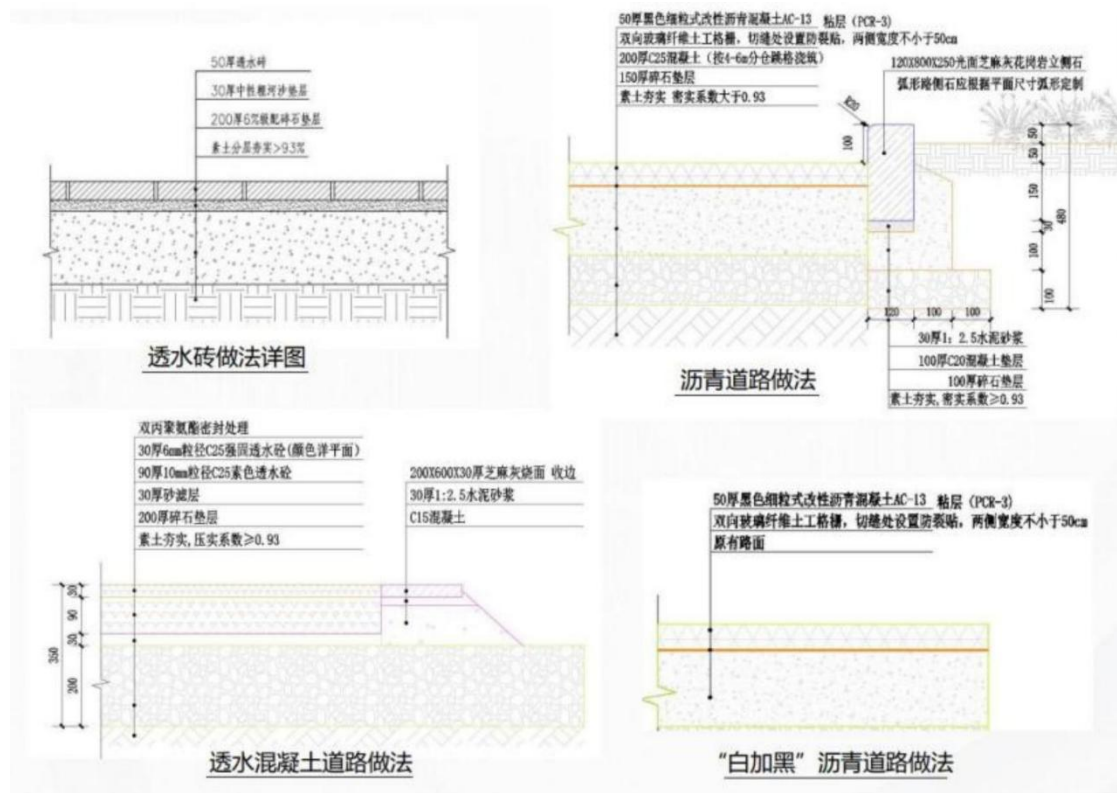 50厚透水砖
30厚中性粗河沙垫层
200厚6%级配碎石垫层
素土分层夯实>93%
透水砖做法详图
50厚黑色细粒式改性沥青混凝土AC-13 粘层（PCR-3）
双向玻璃纤维土工格栅，切缝处设置防裂贴，两侧宽度不小于50cm
200厚C25混凝土（按4-6m分仓跳格浇筑）
150厚碎石垫层
素土夯实 密实系数大于0.93
120X800X250光面芝麻灰花岗岩立侧石
弧形路侧石应根据平面尺寸弧形定制
R20
100
50
50
150
30
100
100
480
120
100
100
30厚1：2.5水泥砂浆
100厚C20混凝土垫层
100厚碎石垫层
素土夯实,密实系数≥0.93
沥青道路做法
双丙聚氨酯密封处理
30厚6mm粒径C25强固透水砼(颜色详平面)
90厚10mm粒径C25素色透水砼
30厚砂滤层
200厚碎石垫层
素土夯实,压实系数≥0.93
200X600X30厚芝麻灰烧面 收边
30厚1:2.5水泥砂浆
C15混凝土
30
90
30
200
350
透水混凝土道路做法
50厚黑色细粒式改性沥青混凝土AC-13 粘层（PCR-3）
双向玻璃纤维土工格栅，切缝处设置防裂贴，两侧宽度不小于50cm
原有路面
“白加黑”沥青道路做法